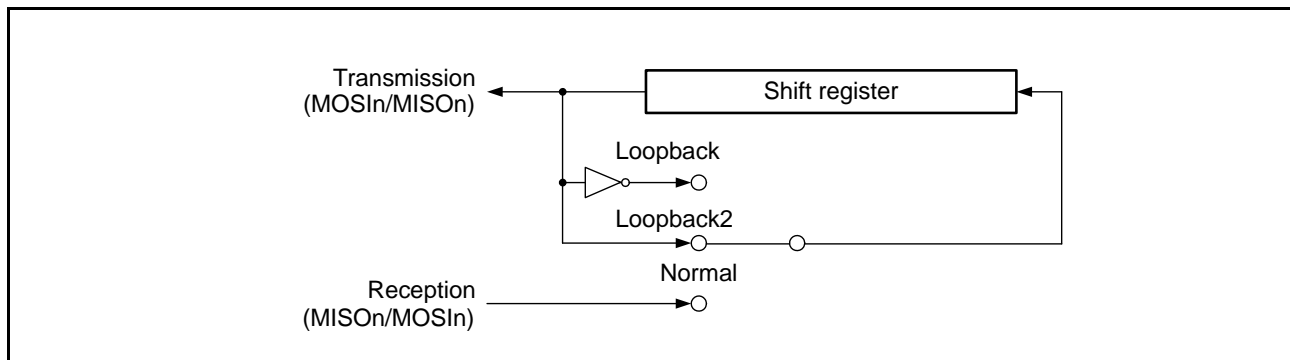 Transmission
(MOSIn/MISOn)
Shift register
Loopback
Loopback2
Normal
Reception
(MISOn/MOSIn)